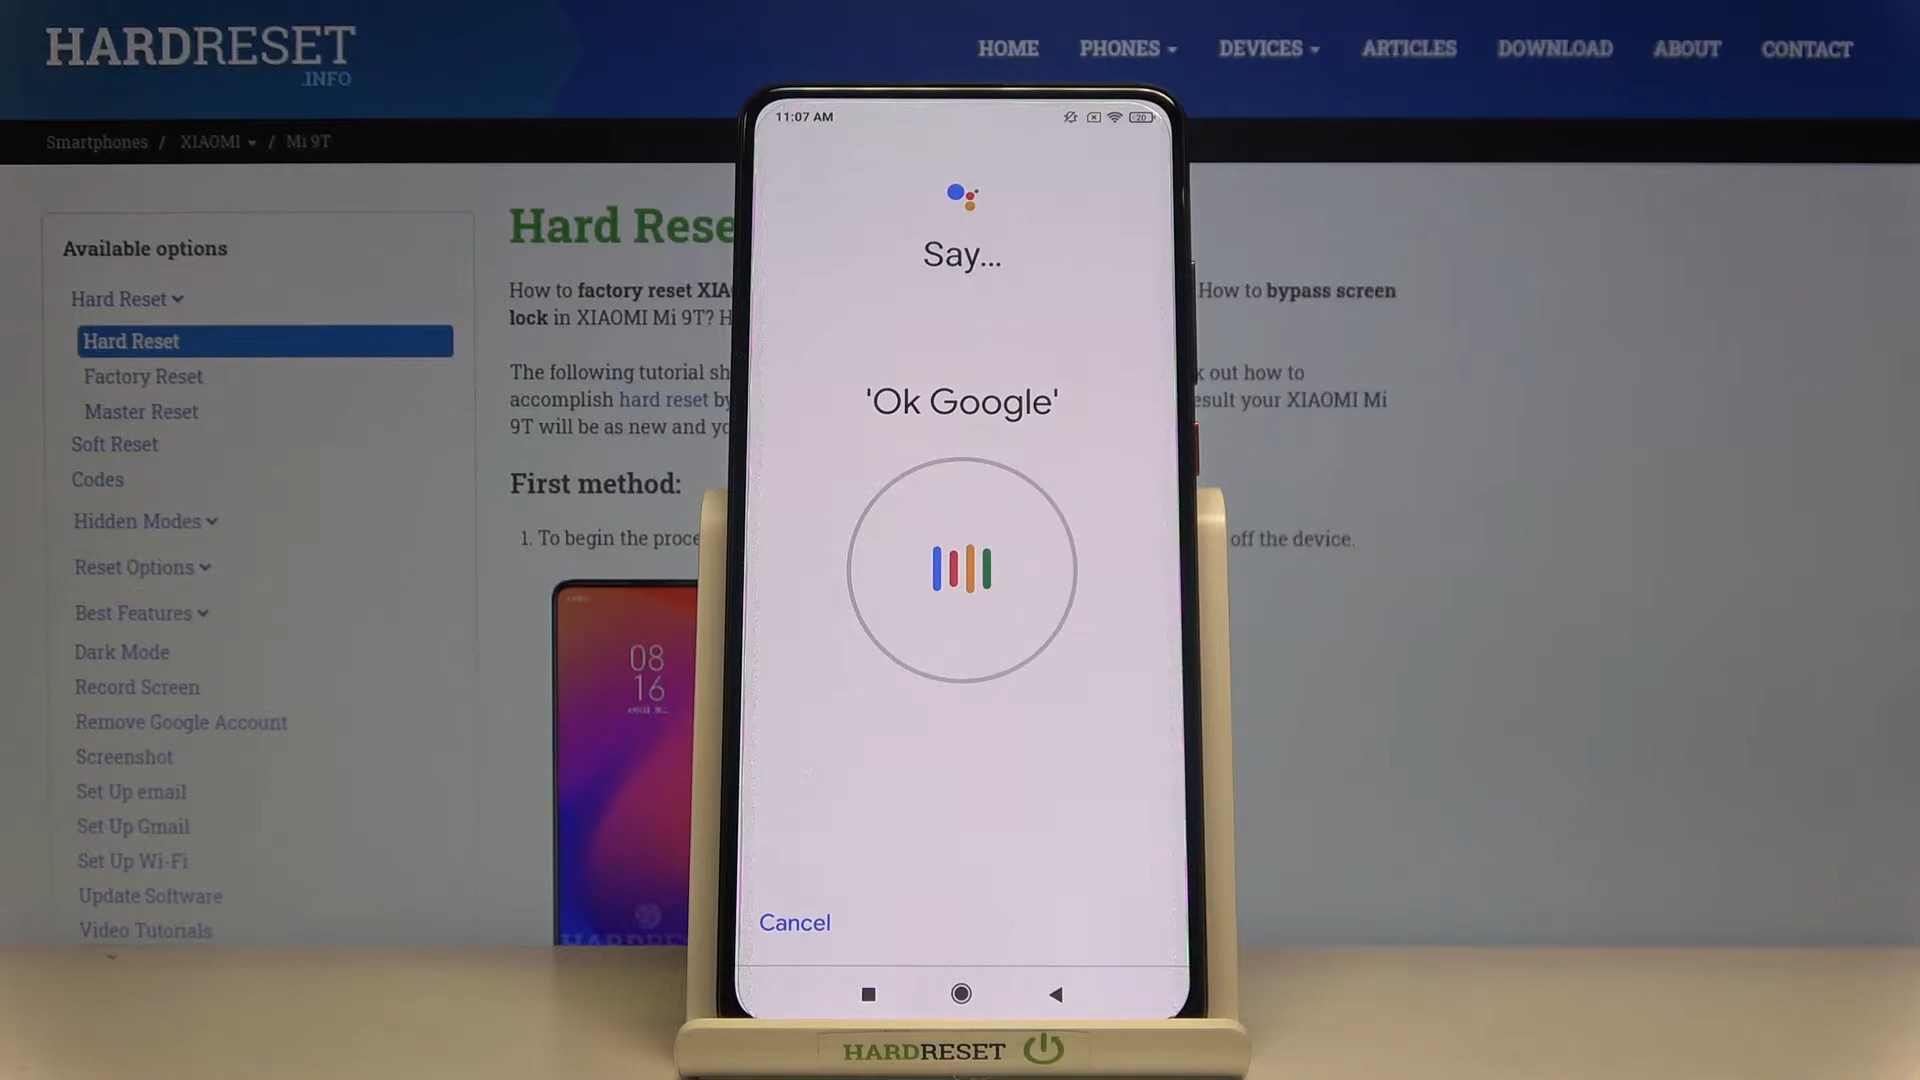 HARDRESET
.INFO
HOME PHONES DEVICES ARTICLES DOWNLOAD ABOUT CONTACT
Smartphones / XIAOMI / Mi 9T
Available options
Hard Reset
Hard Reset
Factory Reset
Master Reset
Soft Reset
Codes
Hidden Modes
Reset Options
Best Features
Dark Mode
Record Screen
Remove Google Account
Screenshot
Set Up email
Set Up Gmail
Set Up Wi-Fi
Update Software
Video Tutorials
Hard Rese
How to factory reset XIA How to bypass screen
lock in XIAOMI Mi 9T? H
The following tutorial sh k out how to
accomplish hard reset by esult your XIAOMI Mi
9T will be as new and yo
First method:
1. To begin the proce off the device.
08
16
11:07 AM
20
Say...
'Ok Google'
Cancel
HARDRESET